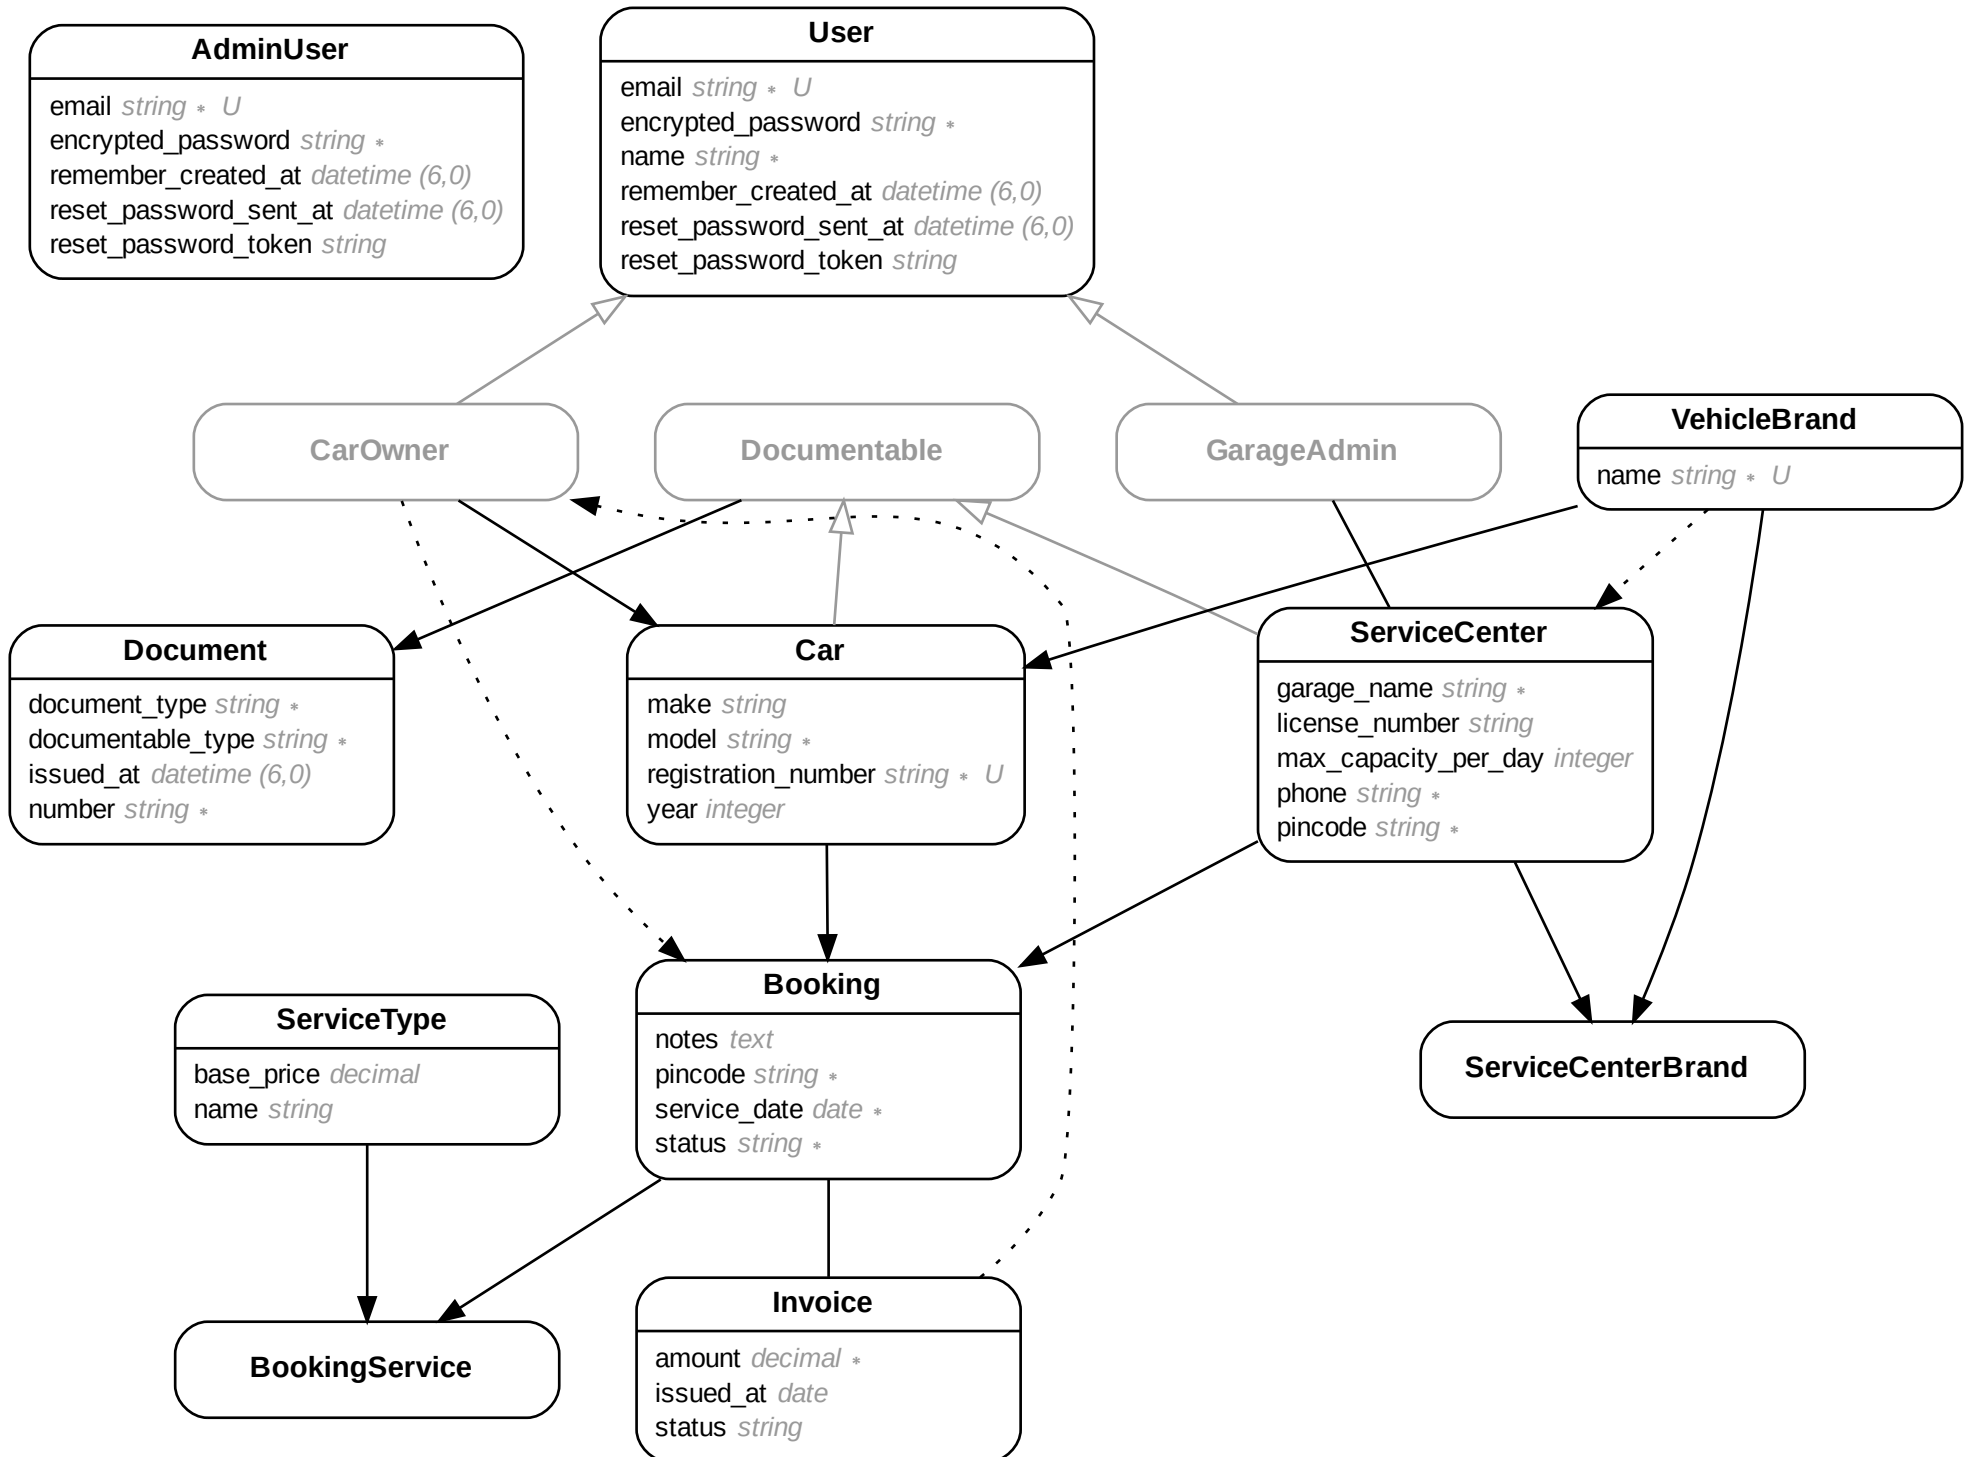 AdminUser
email string * U
encrypted_password string *
remember_created_at datetime (6,0)
reset_password_sent_at datetime (6,0)
reset_password_token string
User
email string * U
encrypted_password string *
name string *
remember_created_at datetime (6,0)
reset_password_sent_at datetime (6,0)
reset_password_token string
CarOwner
Documentable
GarageAdmin
VehicleBrand
name string * U
Document
document_type string *
documentable_type string *
issued_at datetime (6,0)
number string *
Car
make string
model string *
registration_number string * U
year integer
ServiceCenter
garage_name string *
license_number string
max_capacity_per_day integer
phone string *
pincode string *
ServiceType
base_price decimal
name string
Booking
notes text
pincode string *
service_date date *
status string *
ServiceCenterBrand
BookingService
Invoice
amount decimal *
issued_at date
status string